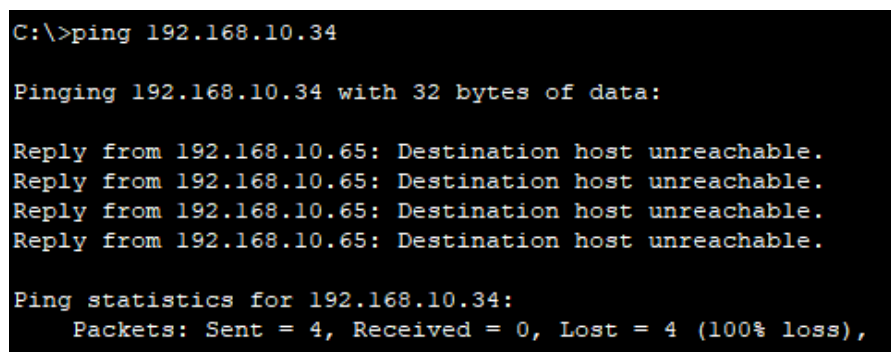 C:\>ping 192.168.10.34
Pinging 192.168.10.34 with 32 bytes of data:
Reply from 192.168.10.65: Destination host unreachable.
Reply from 192.168.10.65: Destination host unreachable.
Reply from 192.168.10.65: Destination host unreachable.
Reply from 192.168.10.65: Destination host unreachable.
Ping statistics for 192.168.10.34:
    Packets: Sent = 4, Received = 0, Lost = 4 (100% loss),